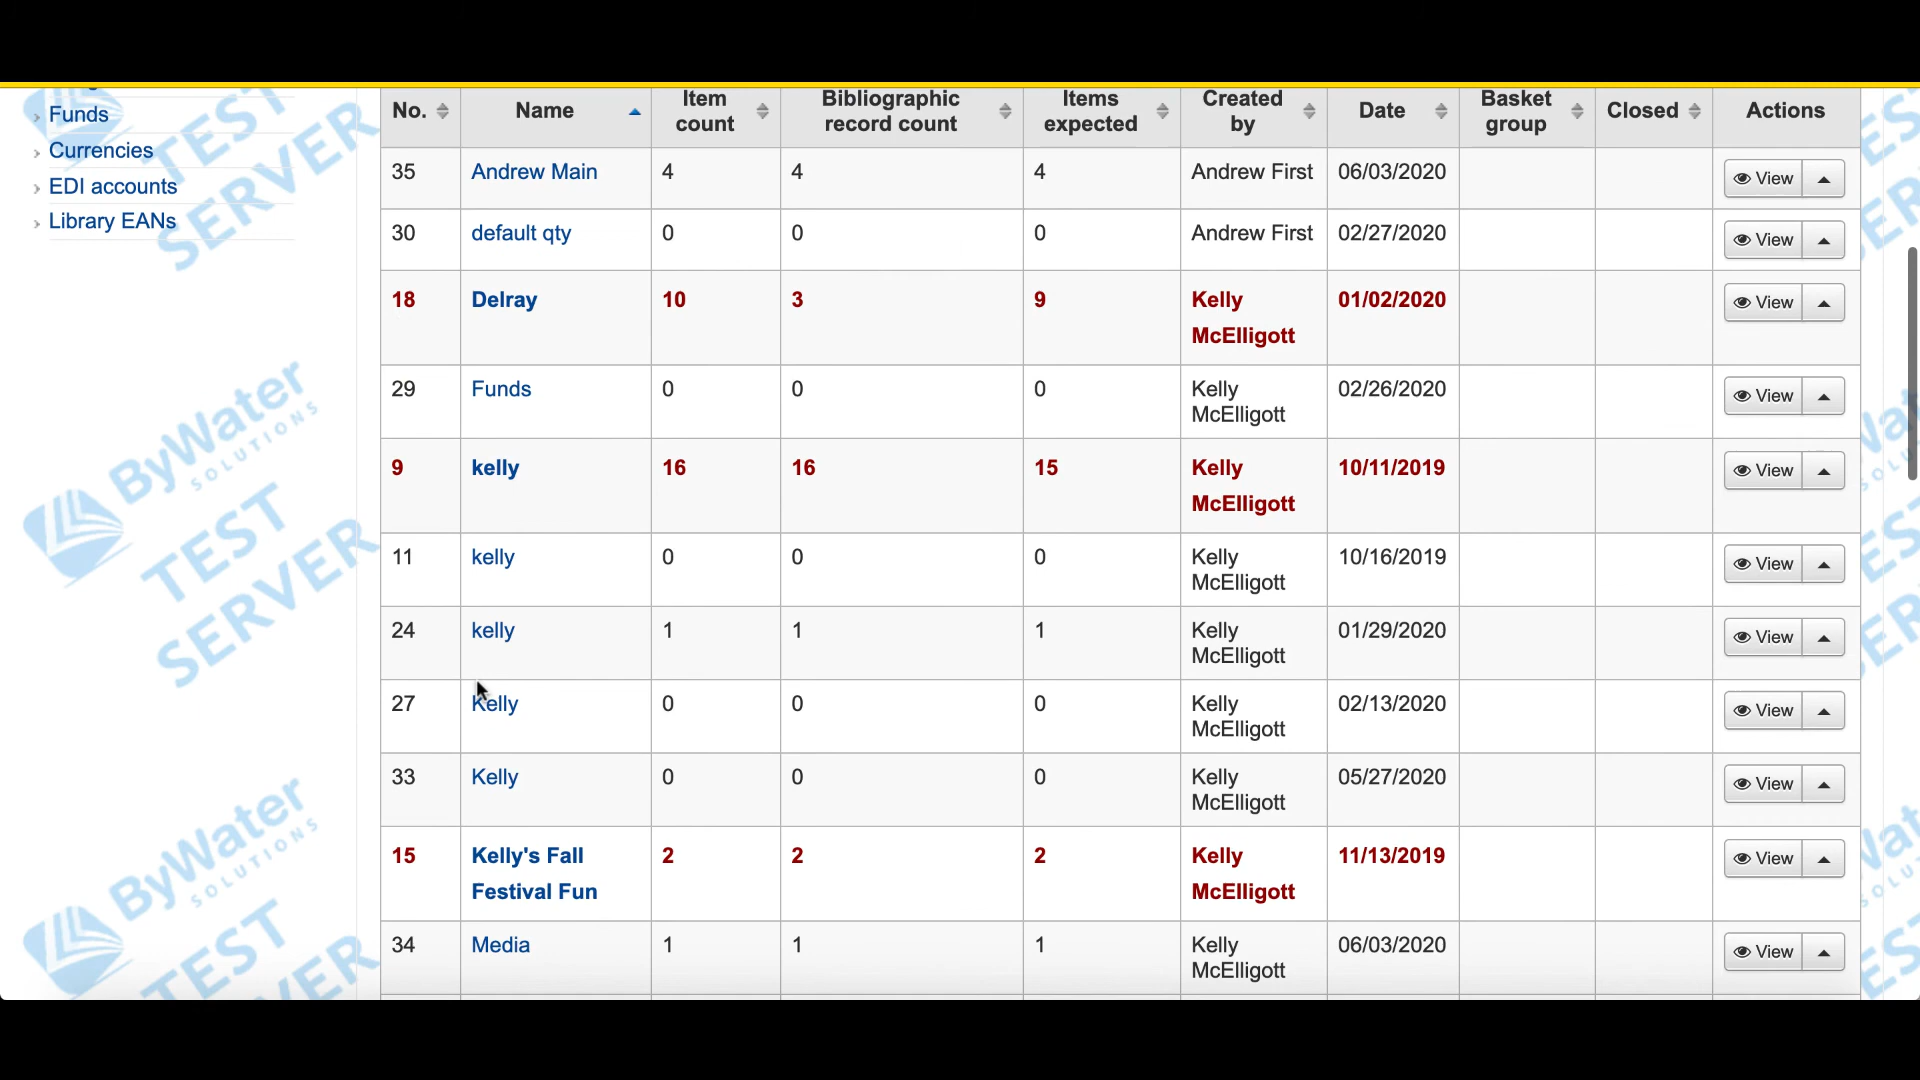 Funds
Currencies
EDI accounts
Library EANs
TEST
SERVER
ByWater
SOLUTIONS
TEST
SERVER
ByWater
SOLUTIONS
TEST
SERVER
No. Name Item count Bibliographic record count Items expected Created by Date Basket group Closed Actions
35 Andrew Main 4 4 4 Andrew First 06/03/2020 View
30 default qty 0 0 0 Andrew First 02/27/2020 View
18 Delray 10 3 9 Kelly McElligott 01/02/2020 View
29 Funds 0 0 0 Kelly McElligott 02/26/2020 View
9 kelly 16 16 15 Kelly McElligott 10/11/2019 View
11 kelly 0 0 0 Kelly McElligott 10/16/2019 View
24 kelly 1 1 1 Kelly McElligott 01/29/2020 View
27 Kelly 0 0 0 Kelly McElligott 02/13/2020 View
33 Kelly 0 0 0 Kelly McElligott 05/27/2020 View
15 Kelly's Fall Festival Fun 2 2 2 Kelly McElligott 11/13/2019 View
34 Media 1 1 1 Kelly McElligott 06/03/2020 View